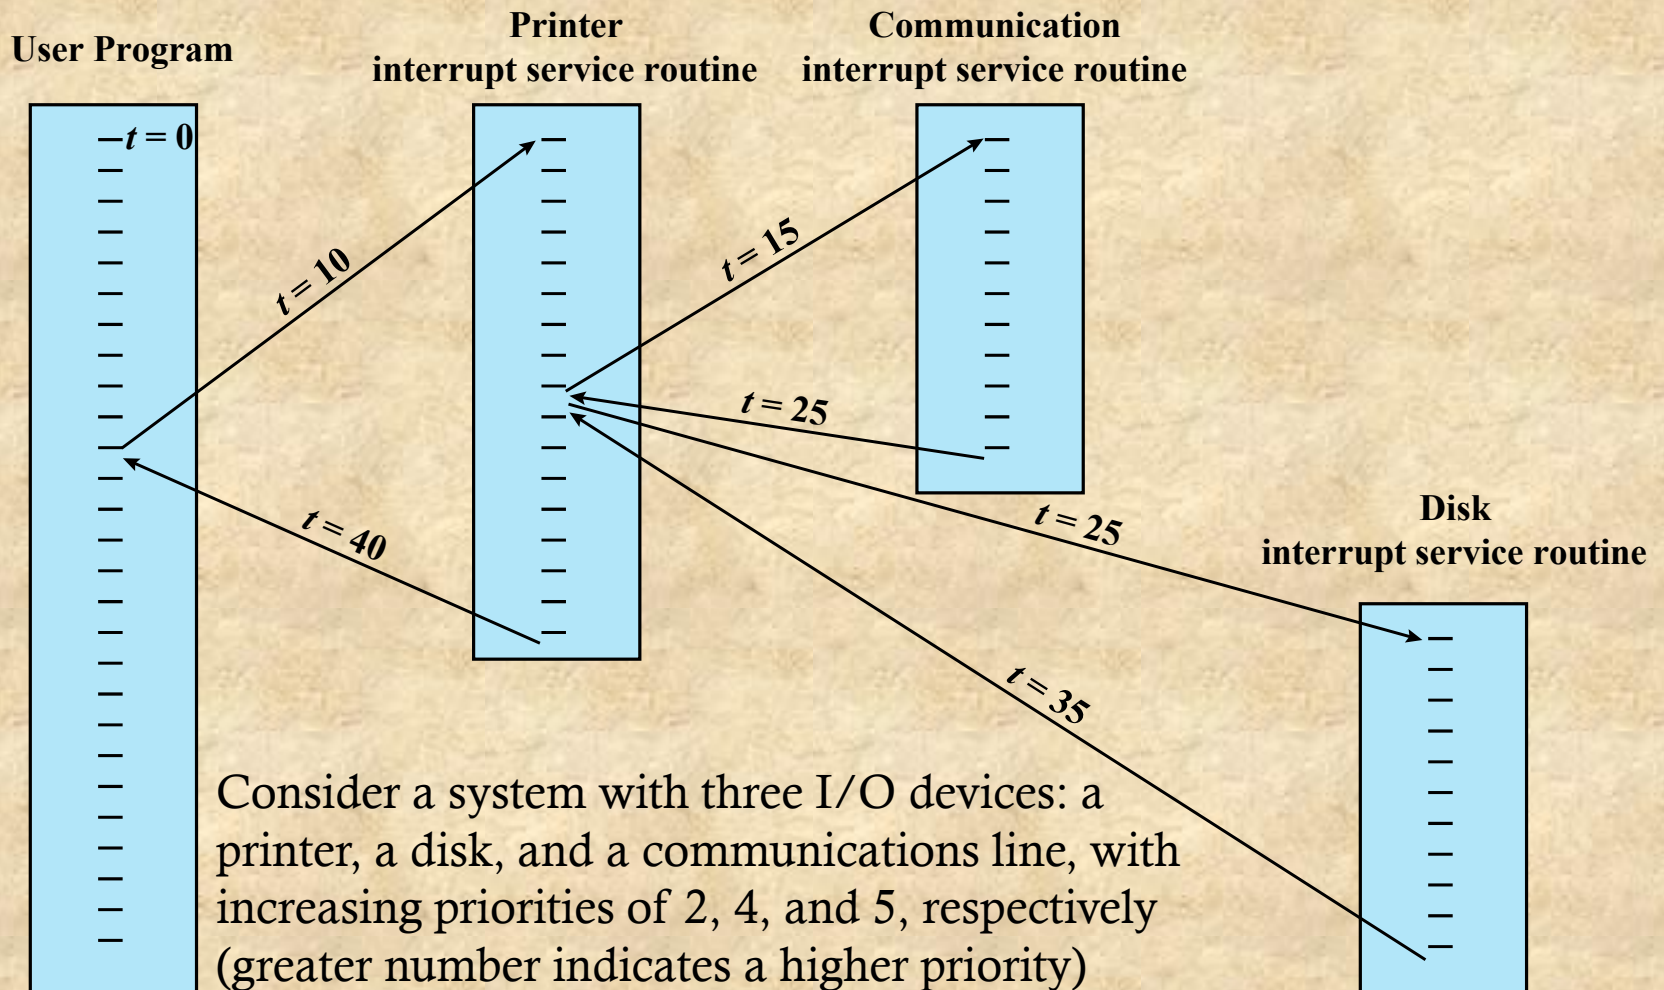 User Program
Printer
interrupt service routine
Communication
interrupt service routine
t = 0
t = 10
t = 15
t = 25
t = 40
t = 25
Disk
interrupt service routine
t = 35
Consider a system with three I/O devices: a
printer, a disk, and a communications line, with
increasing priorities of 2, 4, and 5, respectively
(greater number indicates a higher priority)